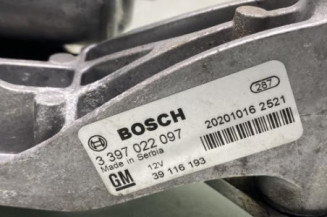 287
BOSCH
20201016 2521
3 397 022 097
Made in Serbia
12V
GM
39 116 193